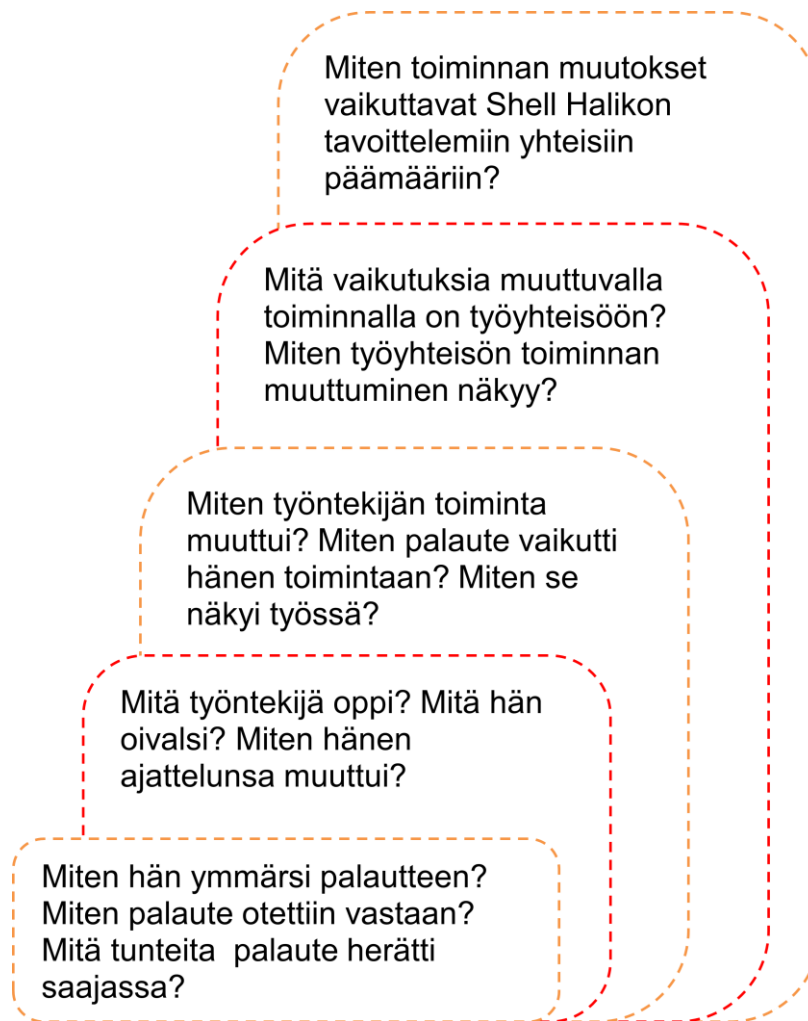 Miten toiminnan muutokset
vaikuttavat Shell Halikon
tavoittelemiin yhteisiin
päämääriin?
Mitä vaikutuksia muuttuvalla
toiminnalla on työyhteisöön?
Miten työyhteisön toiminnan
muuttuminen näkyy?
Miten työntekijän toiminta
muuttui? Miten palaute vaikutti
hänen toimintaan? Miten se
näkyi työssä?
Mitä työntekijä oppi? Mitä hän
oivalsi? Miten hänen
ajattelunsa muuttui?
Miten hän ymmärsi palautteen?
Miten palaute otettiin vastaan?
Mitä tunteita palaute herätti
saajassa?